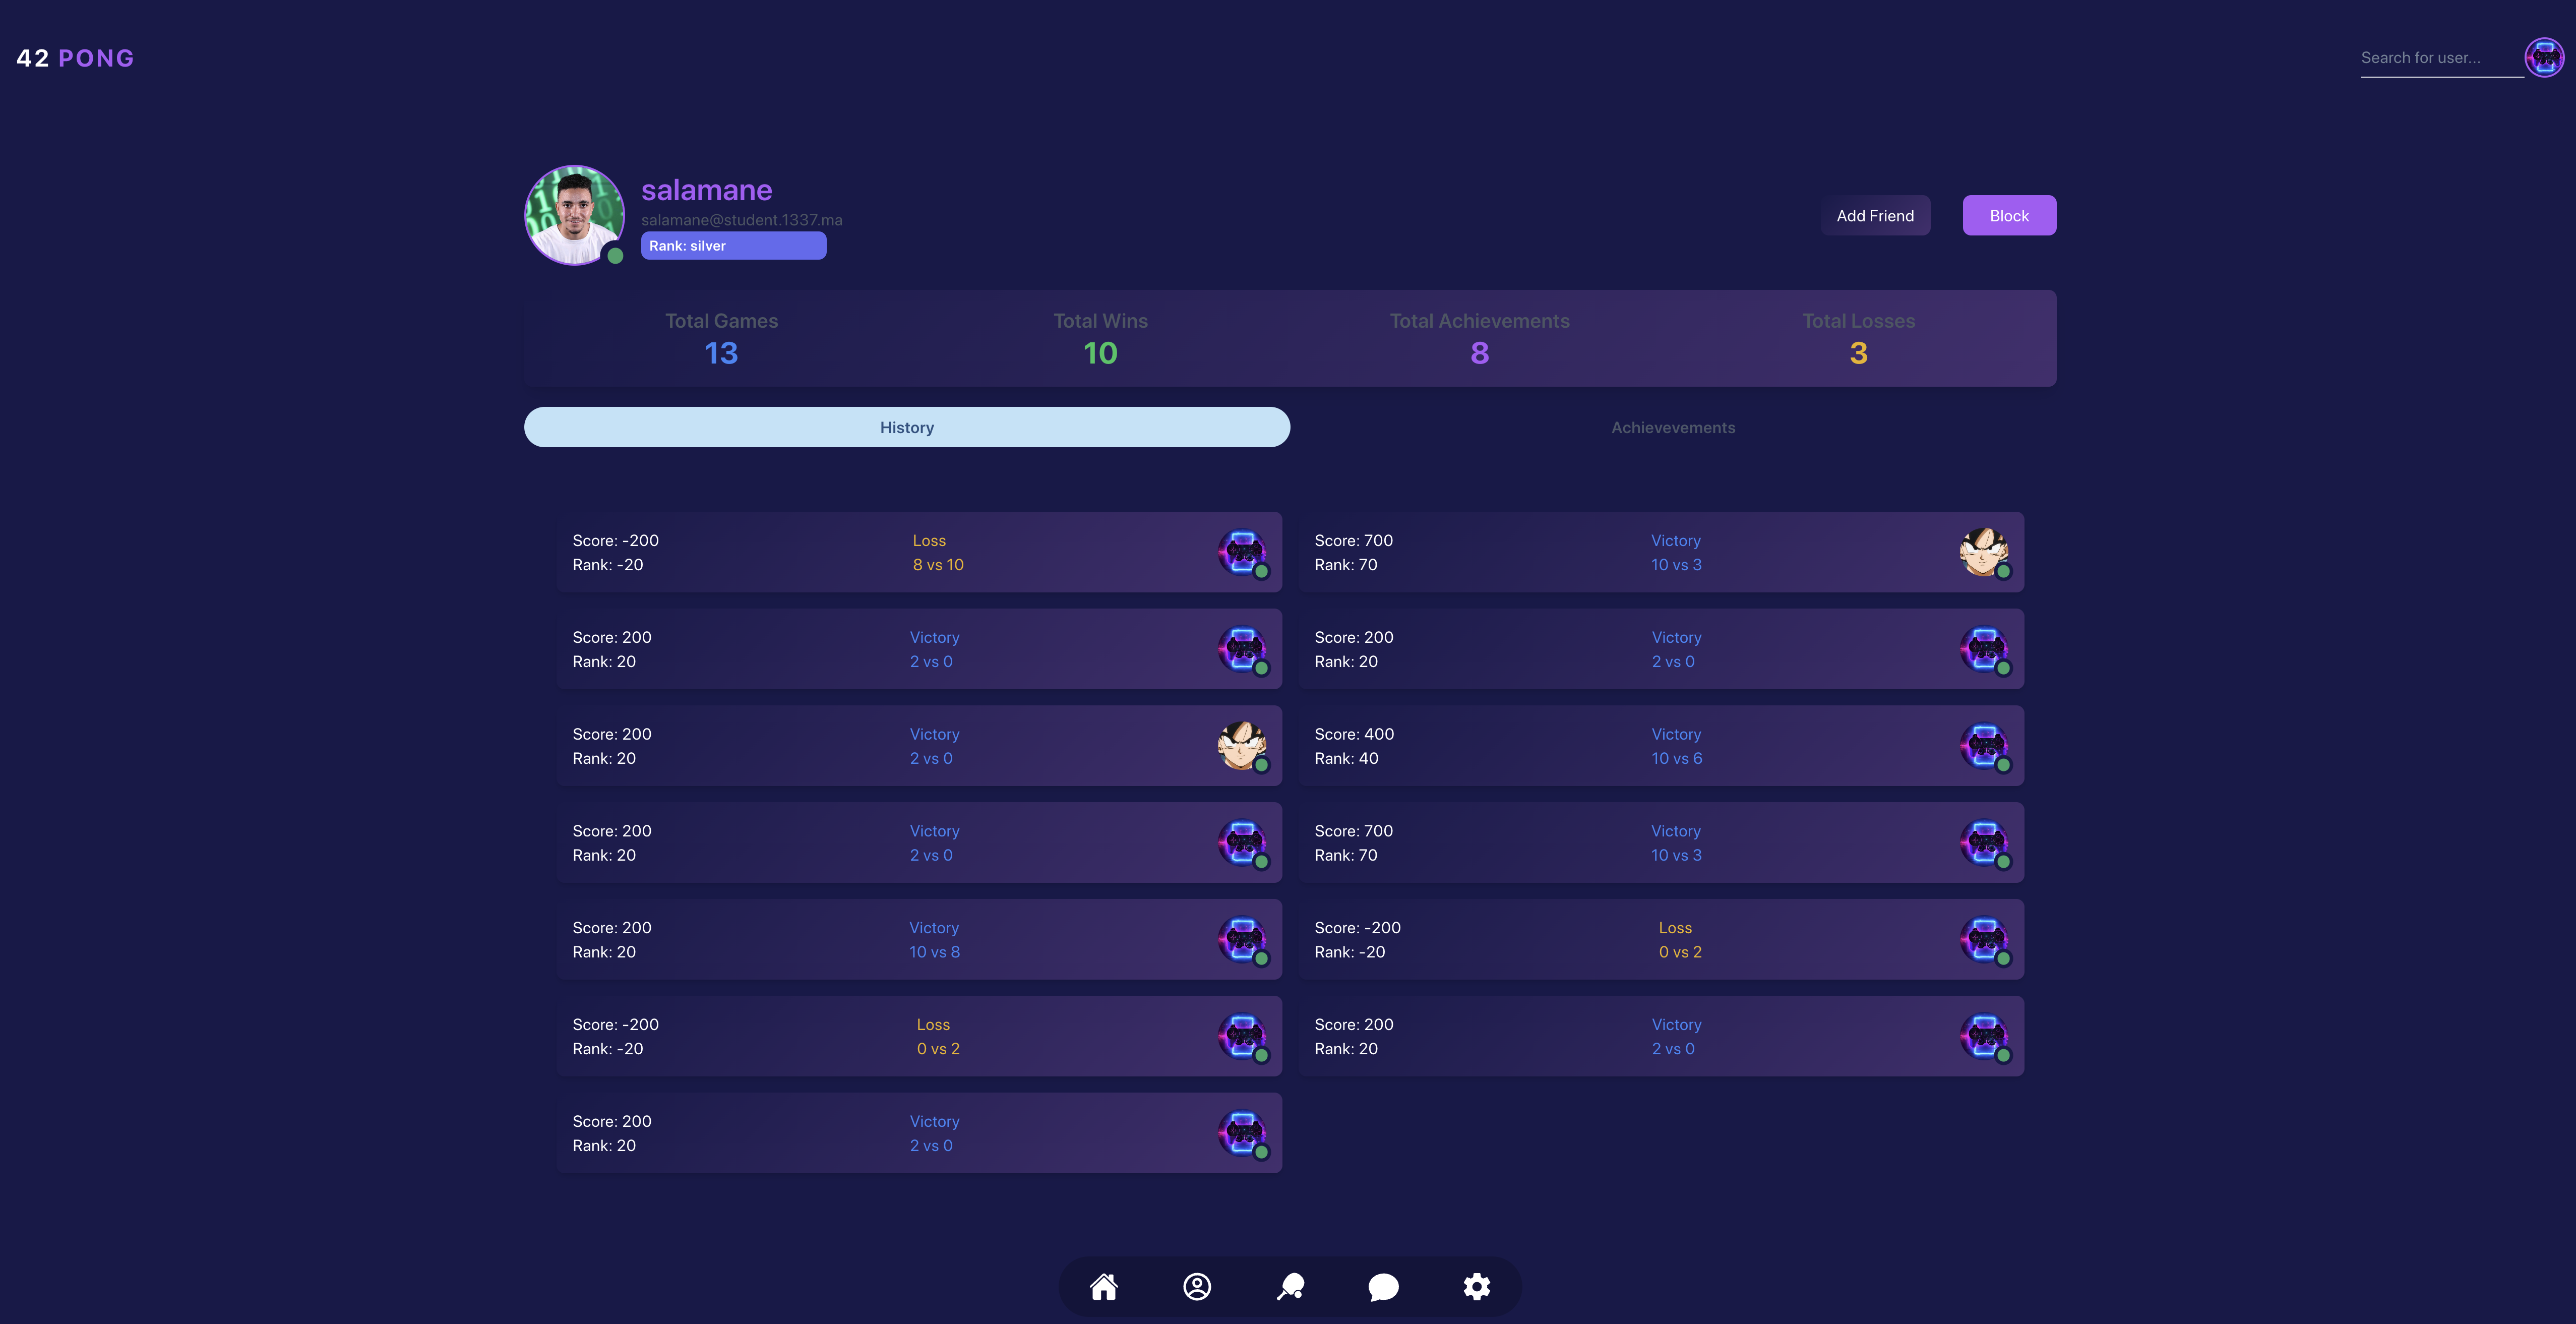 42 PONG
Search for user...
salamane
salamane@student.1337.ma
Rank: silver
Add Friend
Block
Total Games
13
Total Wins
10
Total Achievements
8
Total Losses
3
History
Achievevements
Score: -200
Rank: -20
Loss
8 vs 10
Score: 700
Rank: 70
Victory
10 vs 3
Score: 200
Rank: 20
Victory
2 vs 0
Score: 200
Rank: 20
Victory
2 vs 0
Score: 200
Rank: 20
Victory
2 vs 0
Score: 400
Rank: 40
Victory
10 vs 6
Score: 200
Rank: 20
Victory
2 vs 0
Score: 700
Rank: 70
Victory
10 vs 3
Score: 200
Rank: 20
Victory
10 vs 8
Score: -200
Rank: -20
Loss
0 vs 2
Score: -200
Rank: -20
Loss
0 vs 2
Score: 200
Rank: 20
Victory
2 vs 0
Score: 200
Rank: 20
Victory
2 vs 0